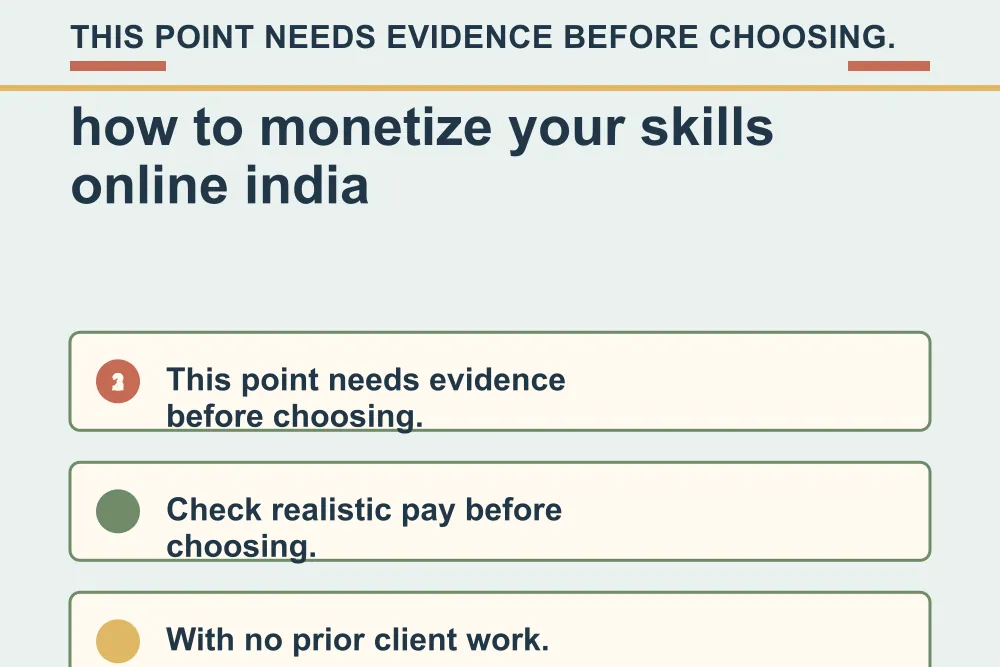 THIS POINT NEEDS EVIDENCE BEFORE CHOOSING.
how to monetize your skills
online india
This point needs evidence
before choosing.
Check realistic pay before
choosing.
With no prior client work.